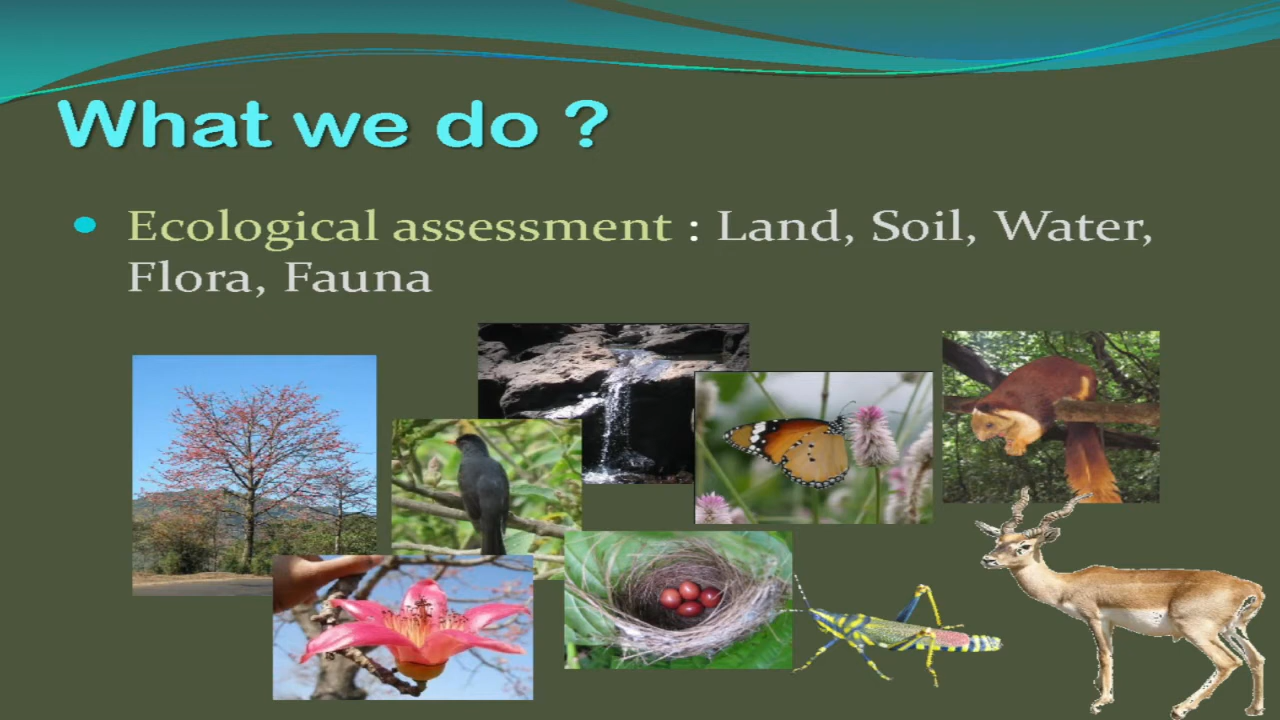 What we do ?
Ecological assessment : Land, Soil, Water,
Flora, Fauna